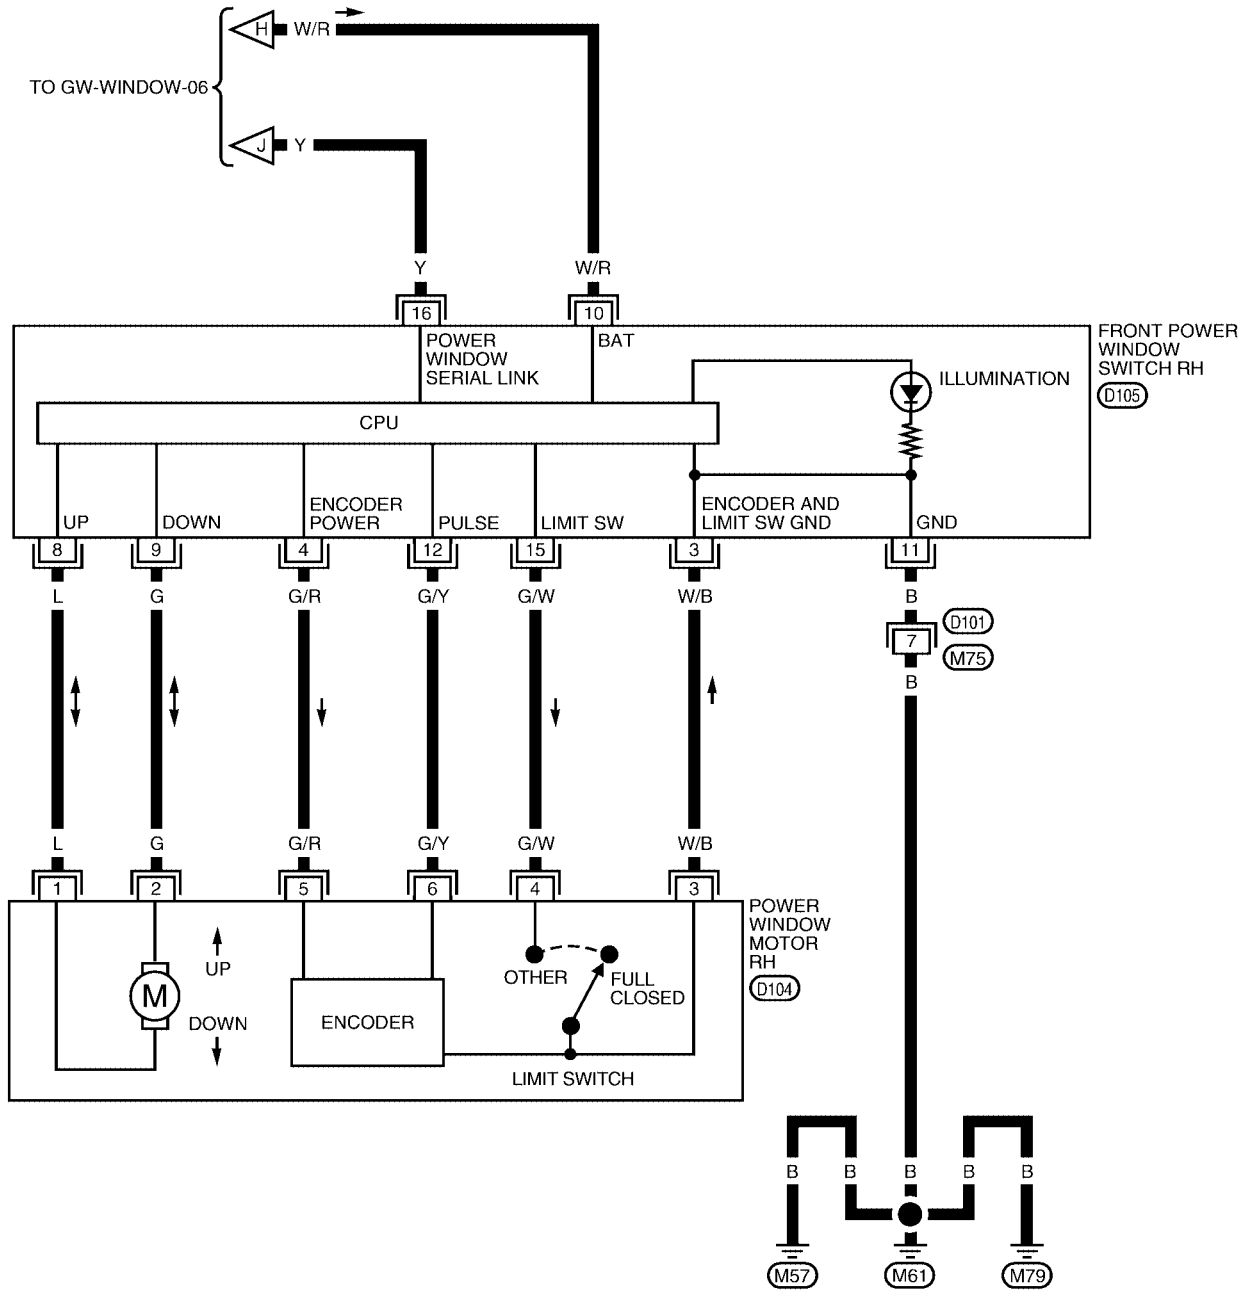 H W/R
TO GW-WINDOW-06
J Y
Y W/R
16 10
POWER
WINDOW
SERIAL LINK
BAT
FRONT POWER
WINDOW
SWITCH RH
D105
ILLUMINATION
CPU
UP
DOWN
ENCODER
POWER
PULSE
LIMIT SW
ENCODER AND
LIMIT SW GND
GND
8 9 4 12 15 3 11
L G G/R G/Y G/W W/B B
D101
7
M75
B
L G G/R G/Y G/W W/B
1 2 5 6 4 3
POWER
WINDOW
MOTOR
RH
D104
UP
M
DOWN
ENCODER
OTHER
FULL
CLOSED
LIMIT SWITCH
B B B B B
M57 M61 M79